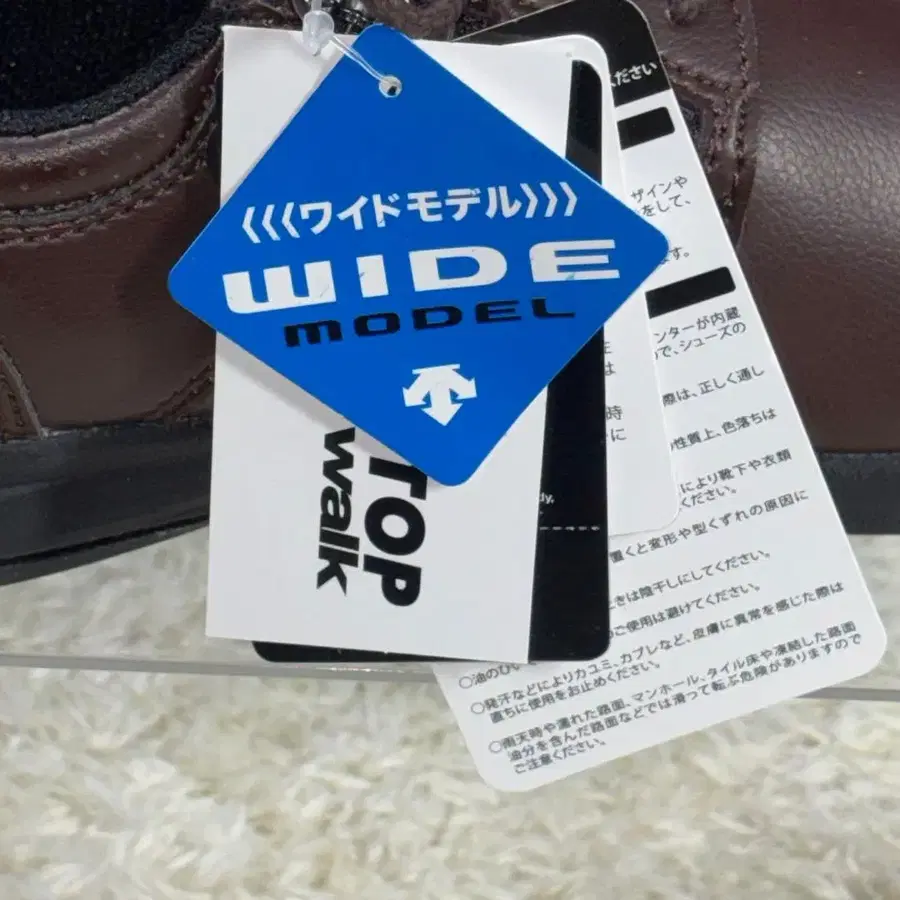 <<<ワイドモデル>>>
WIDE
MODEL
TOP
walk
ください
ザインや
をして、
ます。
ンターが内蔵
で、シューズの
際は、正しく通し
性質上、色落ちは
により靴下や衣類
ください。
置くと変形や型くずれの原因に
ときは陰干しにしてください。
ご使用は避けてください。
○油のひ
○発汗などによりカユミ、カブレなど、皮膚に異常を感じた際は
直ちに使用をお止めください。
○雨天時や濡れた路面、マンホール、タイル床や凍結した路面
油分を含んだ路面などでは滑って転ぶ危険がありますので
ご注意ください。
は
時
に
dy,